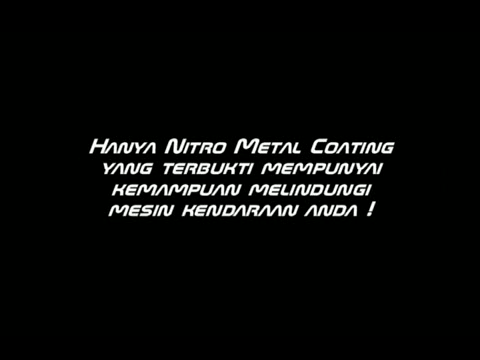 Hanya Nitro Metal Coating
yang terbukti mempunyai
kemampuan melindungi
mesin kendaraan anda !